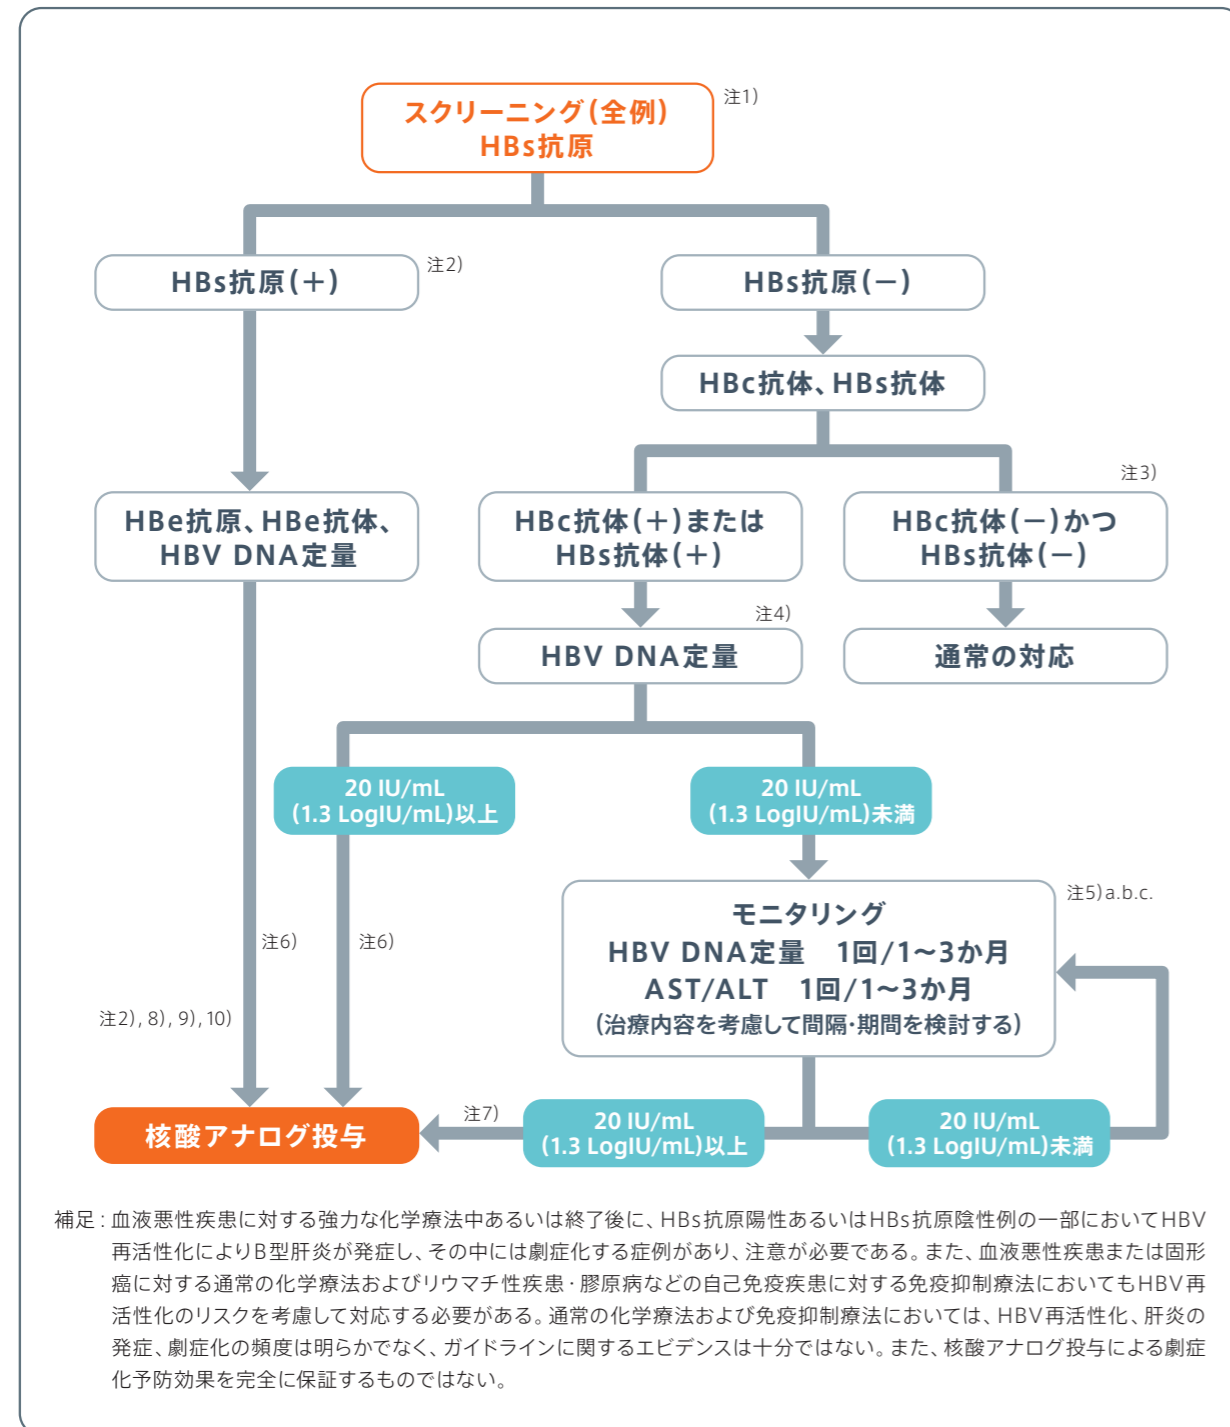 スクリーニング(全例)
HBs抗原
注1)
HBs抗原(＋)
注2)
HBs抗原(－)
HBc抗体、HBs抗体
注3)
HBe抗原、HBe抗体、
HBV DNA定量
HBc抗体(＋)または
HBs抗体(＋)
HBc抗体(－)かつ
HBs抗体(－)
注4)
HBV DNA定量
通常の対応
20 IU/mL
(1.3 LogIU/mL)以上
20 IU/mL
(1.3 LogIU/mL)未満
注5)a.b.c.
モニタリング
HBV DNA定量　1回/1〜3か月
AST/ALT　1回/1〜3か月
(治療内容を考慮して間隔・期間を検討する)
注6)
注6)
注2), 8), 9), 10)
核酸アナログ投与
注7)
20 IU/mL
(1.3 LogIU/mL)以上
20 IU/mL
(1.3 LogIU/mL)未満
補足：血液悪性疾患に対する強力な化学療法中あるいは終了後に、HBs抗原陽性あるいはHBs抗原陰性例の一部においてHBV
再活性化によりB型肝炎が発症し、その中には劇症化する症例があり、注意が必要である。また、血液悪性疾患または固形
癌に対する通常の化学療法およびリウマチ性疾患・膠原病などの自己免疫疾患に対する免疫抑制療法においてもHBV再
活性化のリスクを考慮して対応する必要がある。通常の化学療法および免疫抑制療法においては、HBV再活性化、肝炎の
発症、劇症化の頻度は明らかでなく、ガイドラインに関するエビデンスは十分ではない。また、核酸アナログ投与による劇症
化予防効果を完全に保証するものではない。